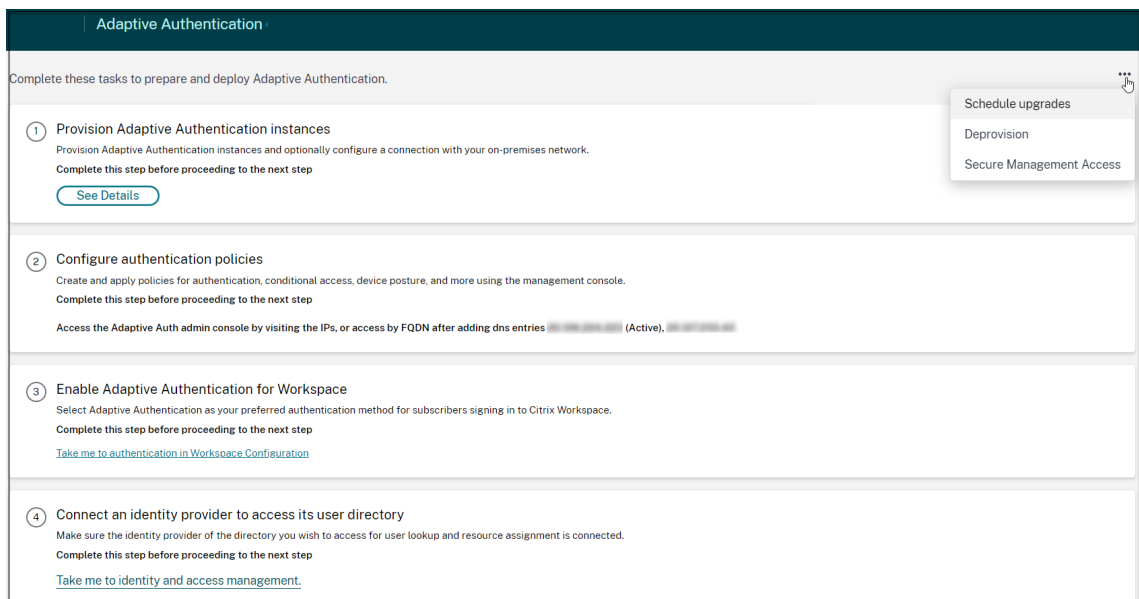 Adaptive Authentication
Complete these tasks to prepare and deploy Adaptive Authentication.
Schedule upgrades
Deprovision
Secure Management Access
1
Provision Adaptive Authentication instances
Provision Adaptive Authentication instances and optionally configure a connection with your on-premises network.
Complete this step before proceeding to the next step
See Details
2
Configure authentication policies
Create and apply policies for authentication, conditional access, device posture, and more using the management console.
Complete this step before proceeding to the next step
Access the Adaptive Auth admin console by visiting the IPs, or access by FQDN after adding dns entries (Active),
3
Enable Adaptive Authentication for Workspace
Select Adaptive Authentication as your preferred authentication method for subscribers signing in to Citrix Workspace.
Complete this step before proceeding to the next step
Take me to authentication in Workspace Configuration
4
Connect an identity provider to access its user directory
Make sure the identity provider of the directory you wish to access for user lookup and resource assignment is connected.
Complete this step before proceeding to the next step
Take me to identity and access management.